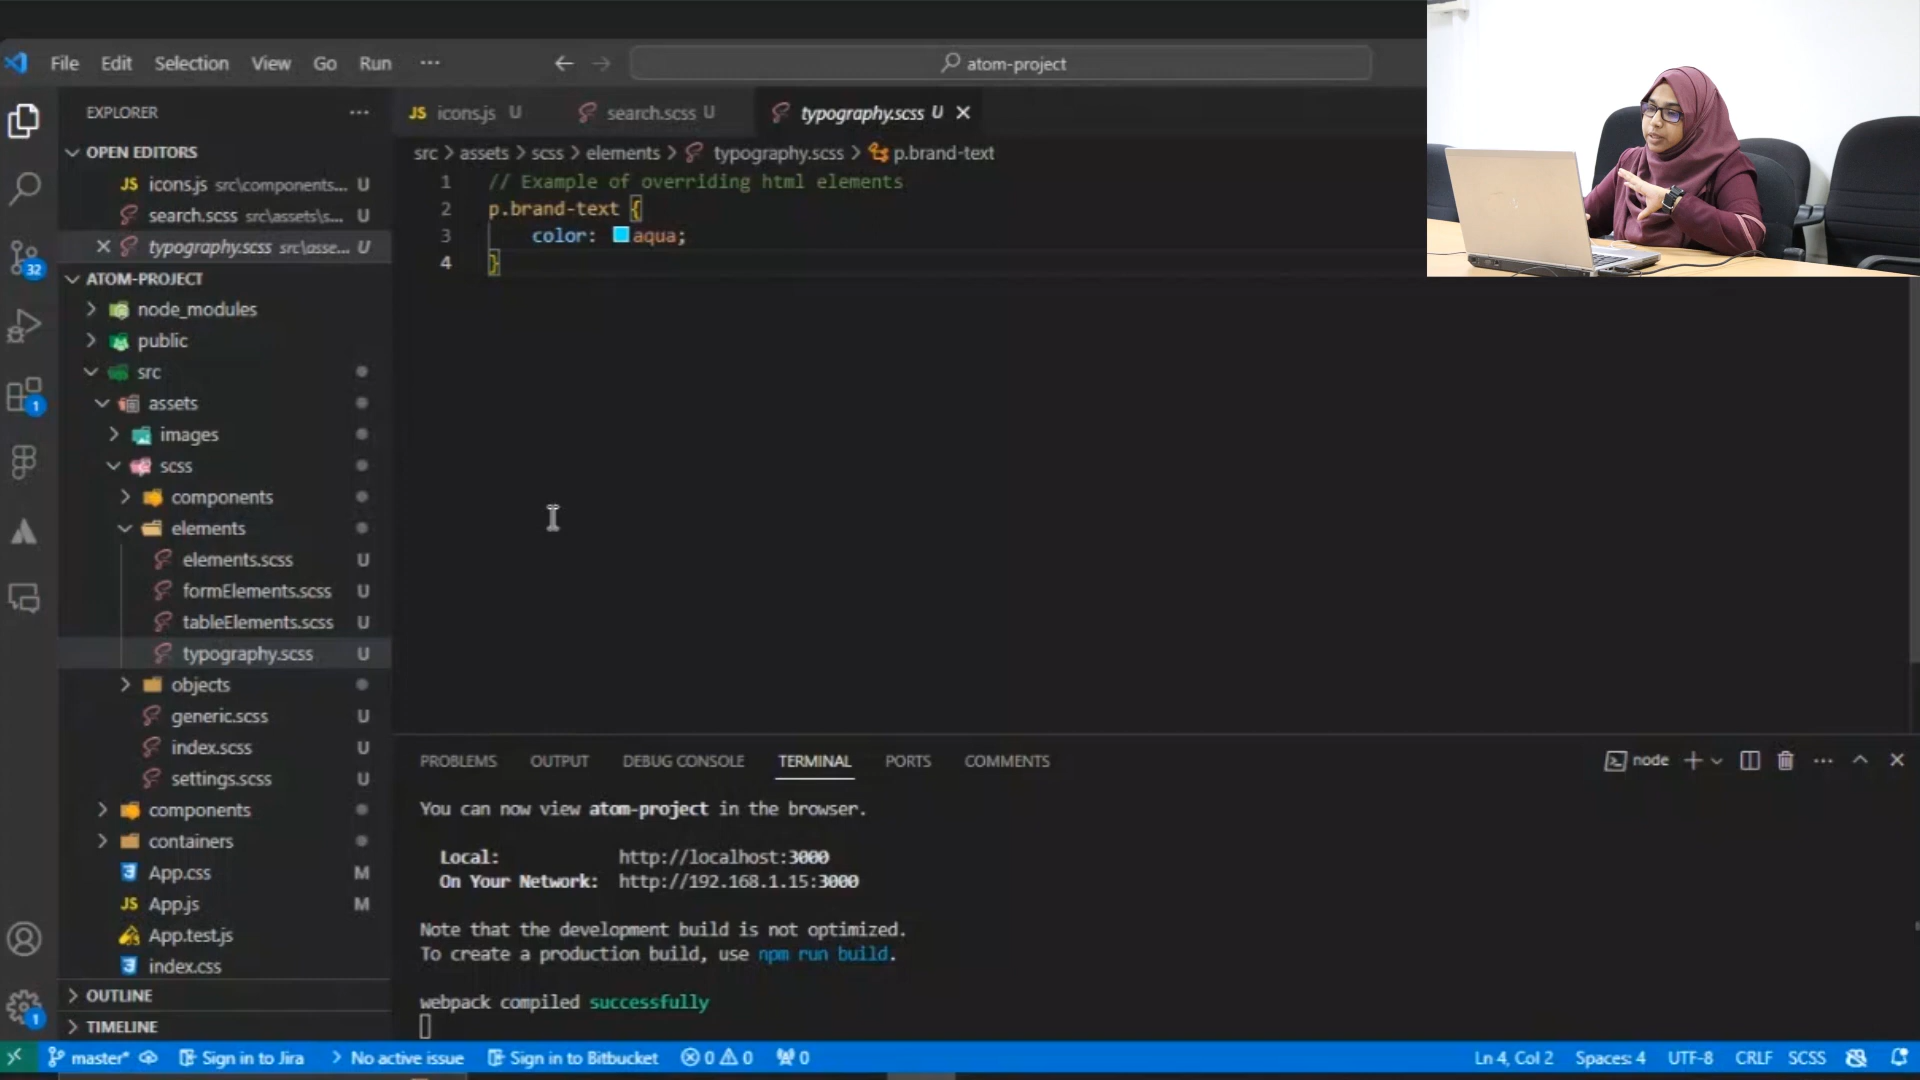 File Edit Selection View Go Run ···
atom-project
EXPLORER ···
JS icons.js U
search.scss U
typography.scss U
OPEN EDITORS
JS icons.js src\components... U
search.scss src\assets\s... U
typography.scss src\asse... U
src > assets > scss > elements > typography.scss > p.brand-text
1 // Example of overriding html elements
2 p.brand-text {
3 color: aqua;
4 }
32
1
ATOM-PROJECT
node_modules
public
src
assets
images
scss
components
elements
elements.scss U
formElements.scss U
tableElements.scss U
typography.scss U
objects
generic.scss U
index.scss U
settings.scss U
components
containers
App.css M
JS App.js M
App.test.js
index.css
OUTLINE
TIMELINE
1
PROBLEMS OUTPUT DEBUG CONSOLE TERMINAL PORTS COMMENTS
node
You can now view atom-project in the browser.
Local: http://localhost:3000
On Your Network: http://192.168.1.15:3000
Note that the development build is not optimized.
To create a production build, use npm run build.
webpack compiled successfully
master* Sign in to Jira > No active issue Sign in to Bitbucket 0 0 0
Ln 4, Col 2 Spaces: 4 UTF-8 CRLF SCSS